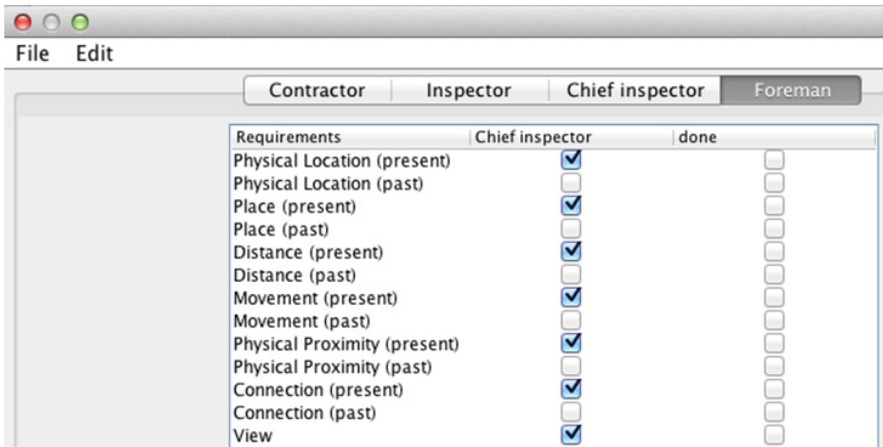 File Edit
Contractor Inspector Chief inspector Foreman
Requirements Chief inspector done
Physical Location (present)
Physical Location (past)
Place (present)
Place (past)
Distance (present)
Distance (past)
Movement (present)
Movement (past)
Physical Proximity (present)
Physical Proximity (past)
Connection (present)
Connection (past)
View